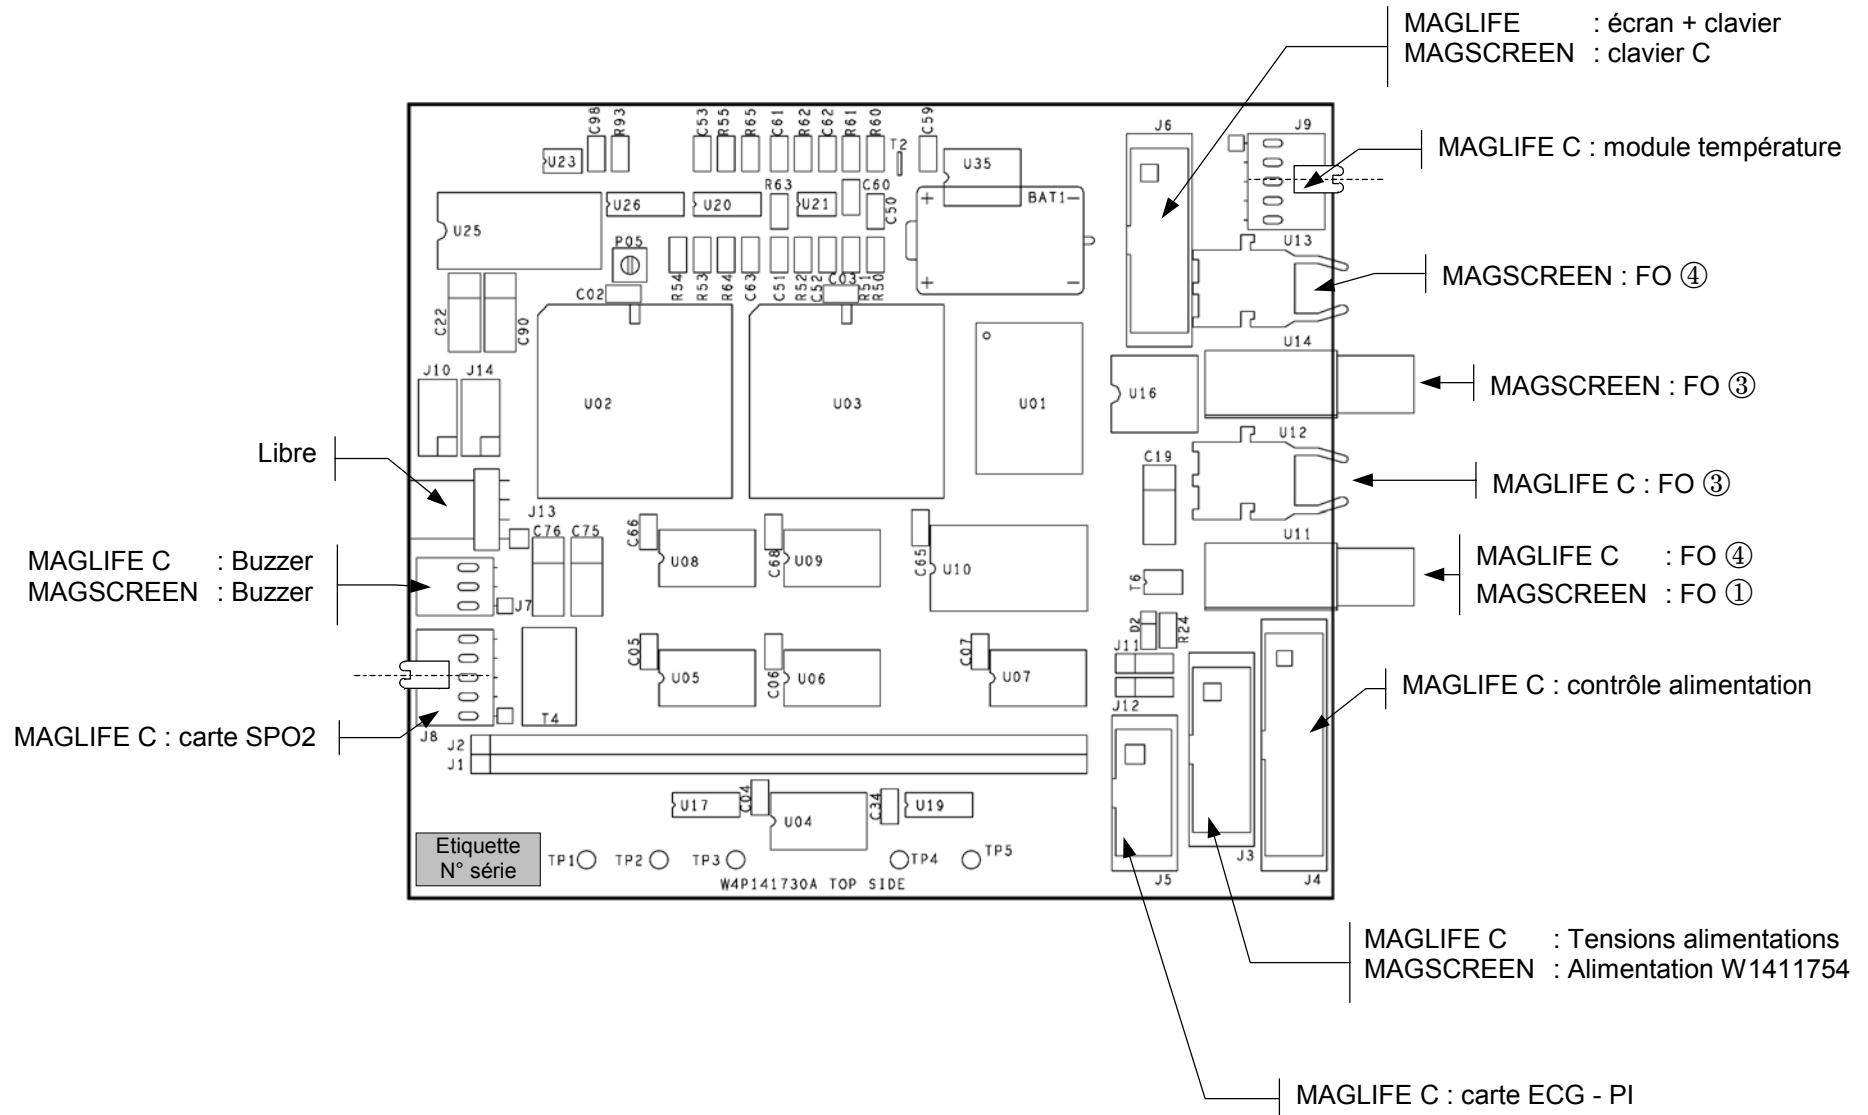 MAGLIFE : écran + clavier
MAGSCREEN : clavier C
C98 R93 C53 R55 R65 C61 R62 C62 R61 R60 C59
J6 J9
T2
MAGLIFE C : module température
U23
U35
R63 C60
U26 U20 U21 C50
BAT1
+ −
U25
P05
U13
R54 R53 R64 C63 C51 R52 C52 C03 R51 R50
+ −
MAGSCREEN : FO ④
C02
C22 C90
U14
J10 J14
U02 U03 U01 U16
MAGSCREEN : FO ③
U12
Libre
C19
MAGLIFE C : FO ③
J13
C76 C75 C66 C68 C65
U11
MAGLIFE C : Buzzer
MAGSCREEN : Buzzer
U08 U09 U10
T6
MAGLIFE C : FO ④
MAGSCREEN : FO ①
J7
D2 R24
C05 C06 C07
J11
U05 U06 U07
MAGLIFE C : contrôle alimentation
J12
T4
J8
MAGLIFE C : carte SPO2
J2
J1
U17 C04 U04 C34 U19
Etiquette
N° série
TP1 TP2 TP3 TP4 TP5
J3
W4P141730A TOP SIDE
J5 J4
MAGLIFE C : Tensions alimentations
MAGSCREEN : Alimentation W1411754
MAGLIFE C : carte ECG - PI